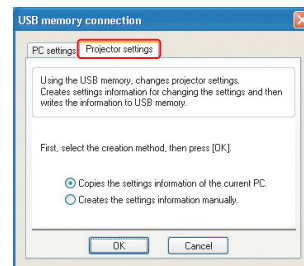 USB memory connection
PC settings Projector settings
Using the USB memory, changes projector settings.
Creates settings information for changing the settings and then
writes the information to USB memory.
First, select the creation method, then press [OK].
Copies the settings information of the current PC.
Creates the settings information manually.
OK Cancel